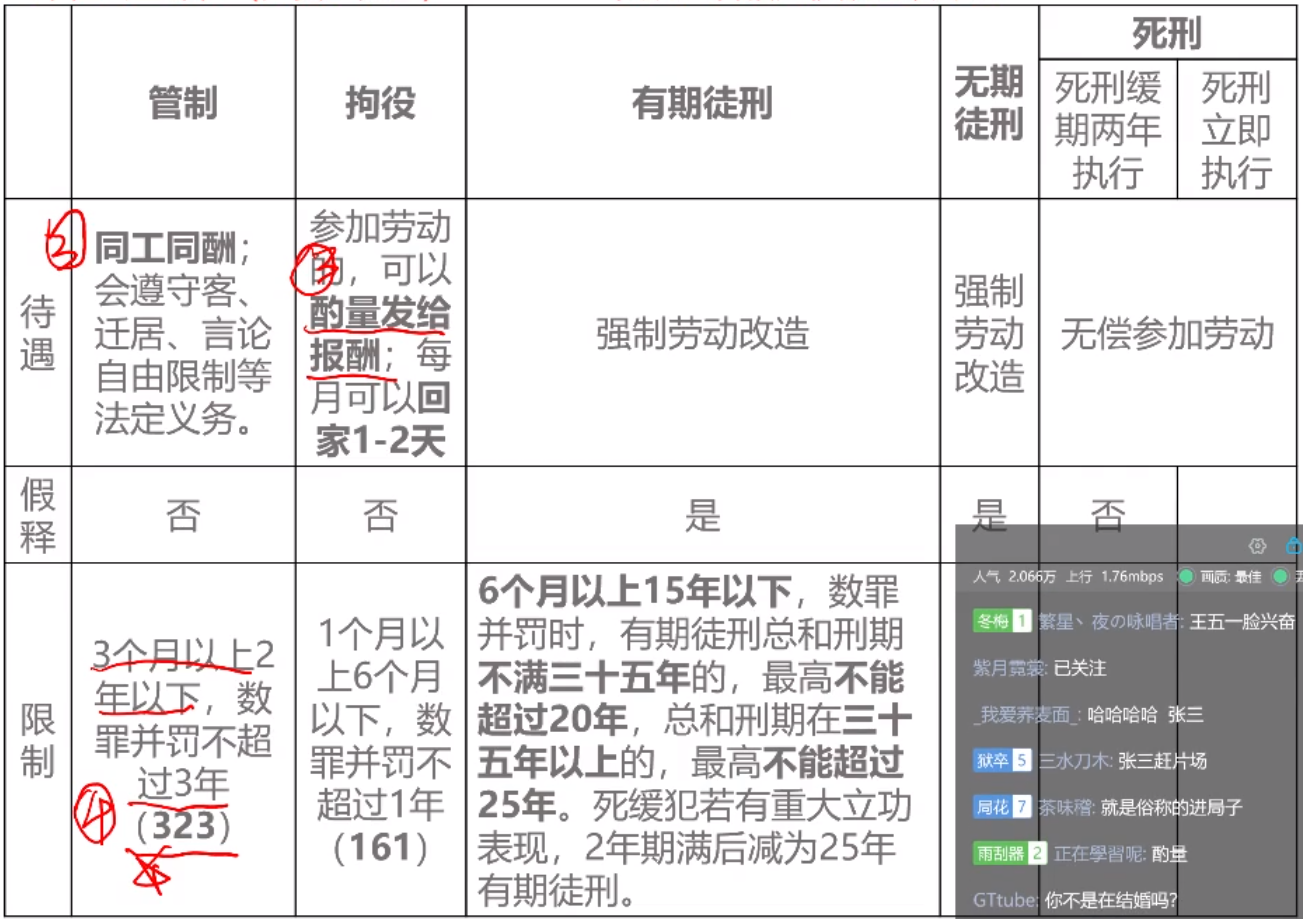 管制
拘役
有期徒刑
无期
徒刑
死刑
死刑缓
期两年
执行
死刑
立即
执行
待
遇
②
同工同酬；
会遵守客、
迁居、言论
自由限制等
法定义务。
③
参加劳动
的，可以
酌量发给
报酬；每
月可以回
家1-2天
强制劳动改造
强制
劳动
改造
无偿参加劳动
假
释
否
否
是
是
否
限
制
3个月以上2
年以下，数
罪并罚不超
过3年
④
（323）
1个月以
上6个月
以下，数
罪并罚不
超过1年
（161）
6个月以上15年以下，数罪
并罚时，有期徒刑总和刑期
不满三十五年的，最高不能
超过20年，总和刑期在三十
五年以上的，最高不能超过
25年。死缓犯若有重大立功
表现，2年期满后减为25年
有期徒刑。
人气 2.066万 上行 1.76mbps 画质: 最佳
冬梅 1 繁星丶夜の咏唱者: 王五一脸兴奋
紫月霓裳: 已关注
_我爱荞麦面_: 哈哈哈哈 张三
狱卒 5 三水刀木: 张三赶片场
局花 7 茶味穃: 就是俗称的进局子
雨刮器 2 正在學習呢: 酌量
GTtube: 你不是在结婚吗?